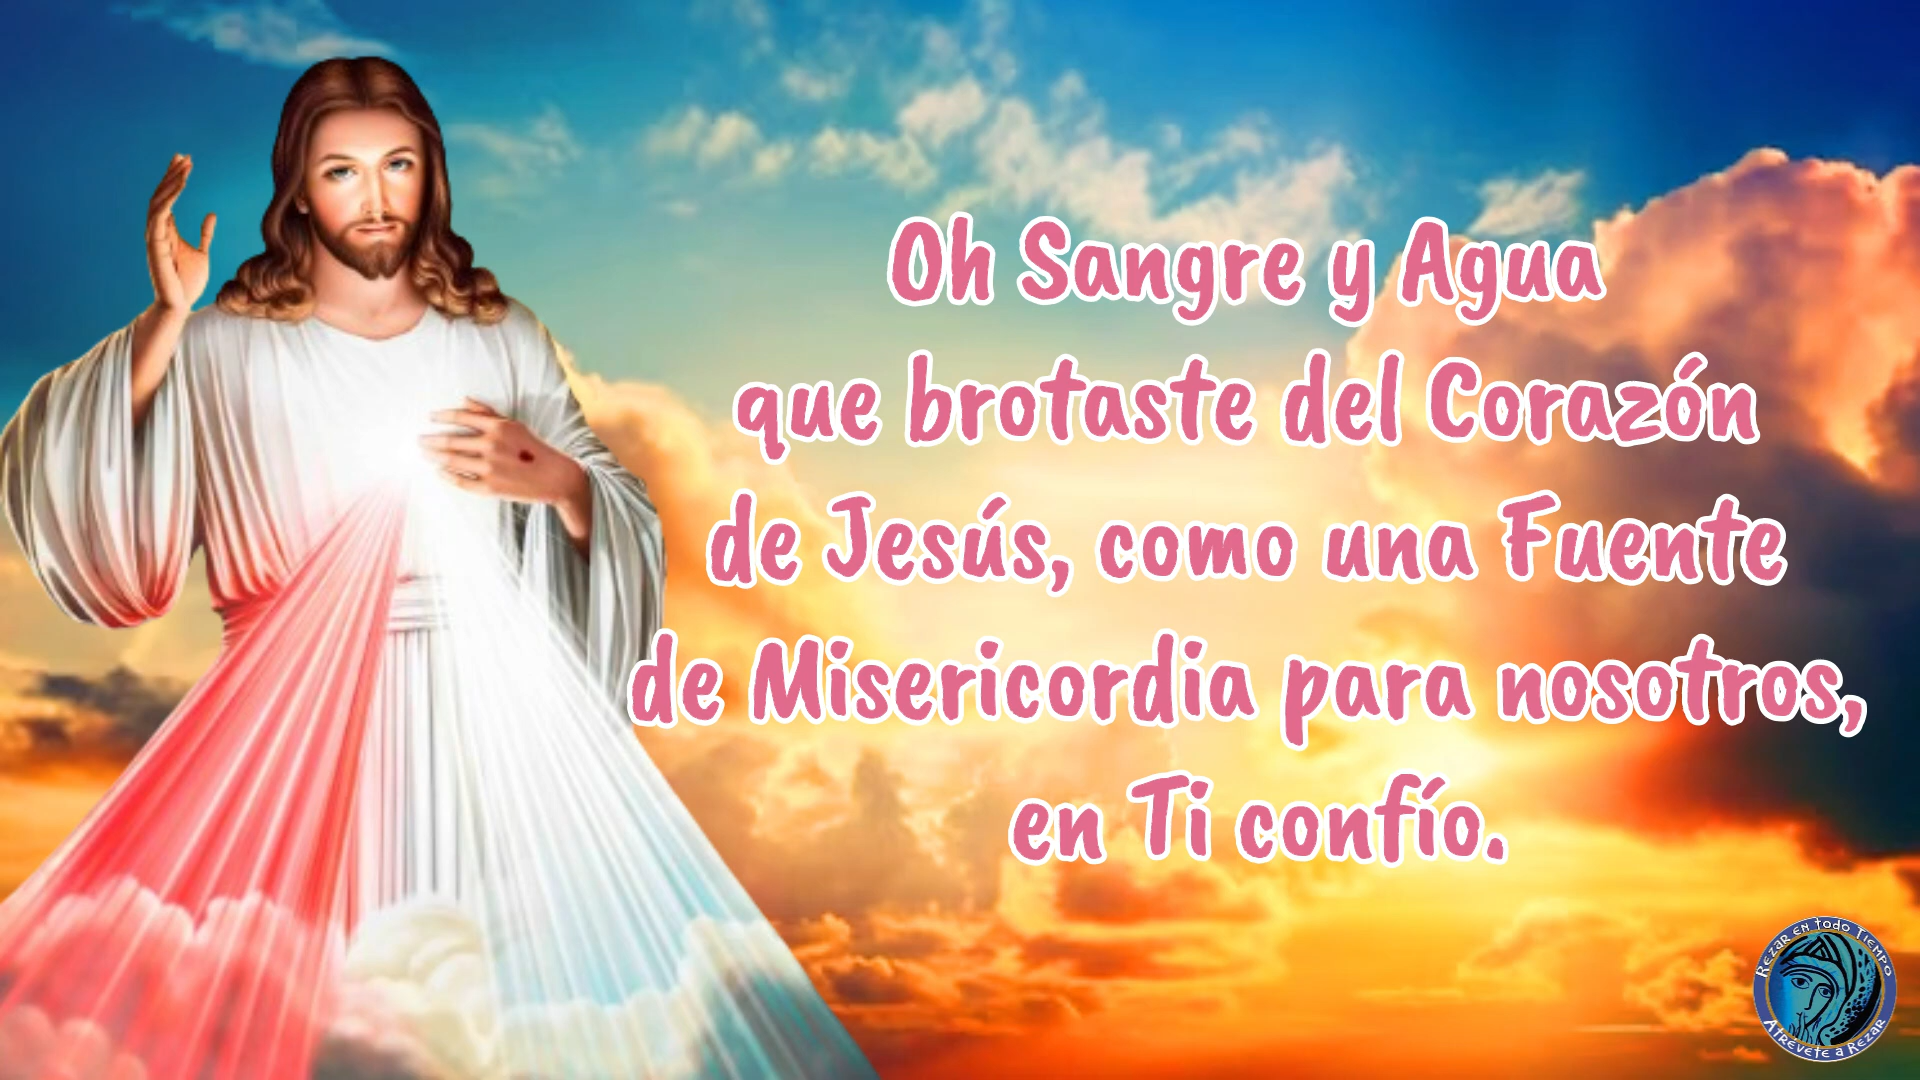 Oh Sangre y Agua
que brotaste del Corazón
de Jesús, como una Fuente
de Misericordia para nosotros,
en Ti confío.
Rezar en todo Tiempo
Atrévete a Rezar